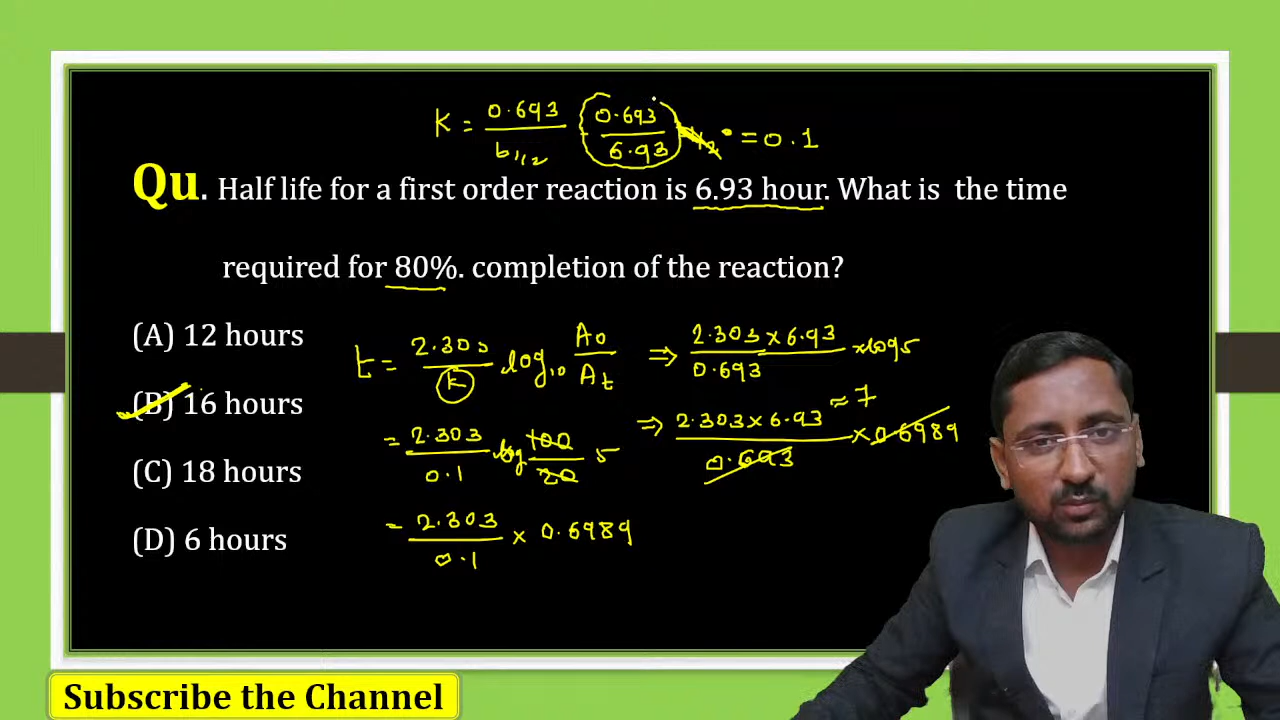 K = 0.693 / t1/2 = 0.693 / 6.93 = 0.1
Qu. Half life for a first order reaction is 6.93 hour. What is the time
required for 80%. completion of the reaction?
(A) 12 hours
(B) 16 hours
(C) 18 hours
(D) 6 hours
t = 2.303 / k log10 A0 / At
= 2.303 / 0.1 log 100 / 20 5
= 2.303 / 0.1 × 0.6989
⇒ 2.303 × 6.93 / 0.693 × log 5
⇒ 2.303 × 6.93 / 0.693 × 0.6989 ≈ 7
Subscribe the Channel